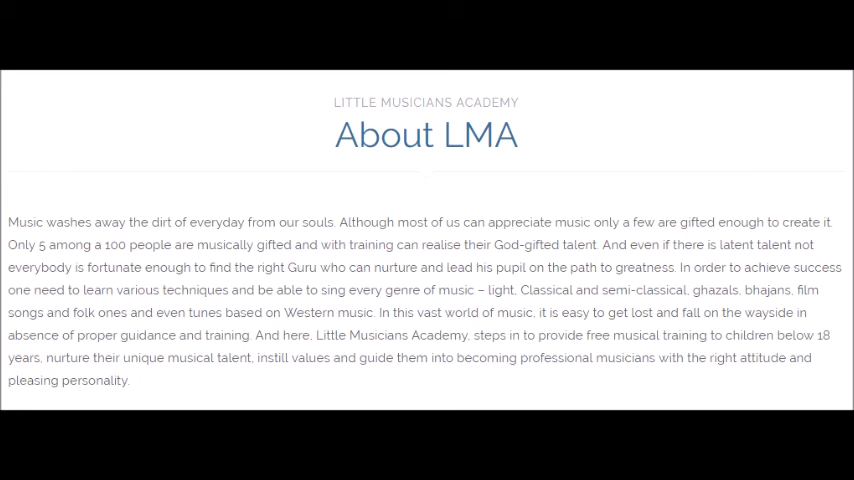 LITTLE MUSICIANS ACADEMY
About LMA
Music washes away the dirt of everyday from our souls. Although most of us can appreciate music only a few are gifted enough to create it.
Only 5 among a 100 people are musically gifted and with training can realise their God-gifted talent. And even if there is latent talent not
everybody is fortunate enough to find the right Guru who can nurture and lead his pupil on the path to greatness. In order to achieve success
one need to learn various techniques and be able to sing every genre of music – light, Classical and semi-classical, ghazals, bhajans, film
songs and folk ones and even tunes based on Western music. In this vast world of music, it is easy to get lost and fall on the wayside in
absence of proper guidance and training. And here, Little Musicians Academy, steps in to provide free musical training to children below 18
years, nurture their unique musical talent, instill values and guide them into becoming professional musicians with the right attitude and
pleasing personality.